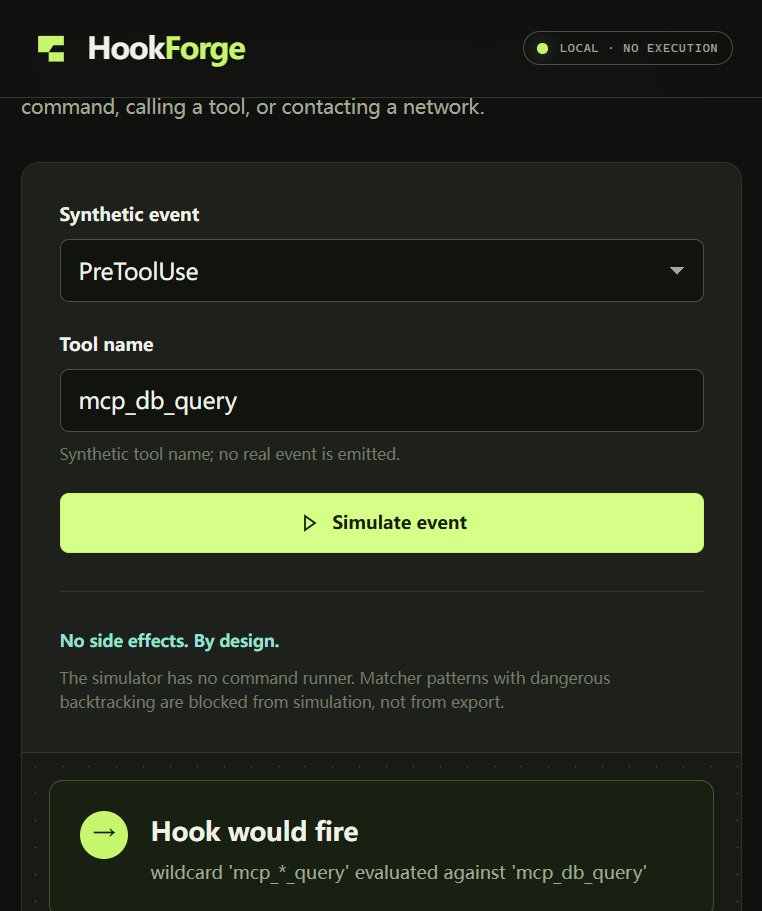 HookForge
LOCAL · NO EXECUTION
command, calling a tool, or contacting a network.
Synthetic event
PreToolUse
Tool name
mcp_db_query
Synthetic tool name; no real event is emitted.
Simulate event
No side effects. By design.
The simulator has no command runner. Matcher patterns with dangerous
backtracking are blocked from simulation, not from export.
→
Hook would fire
wildcard 'mcp_*_query' evaluated against 'mcp_db_query'